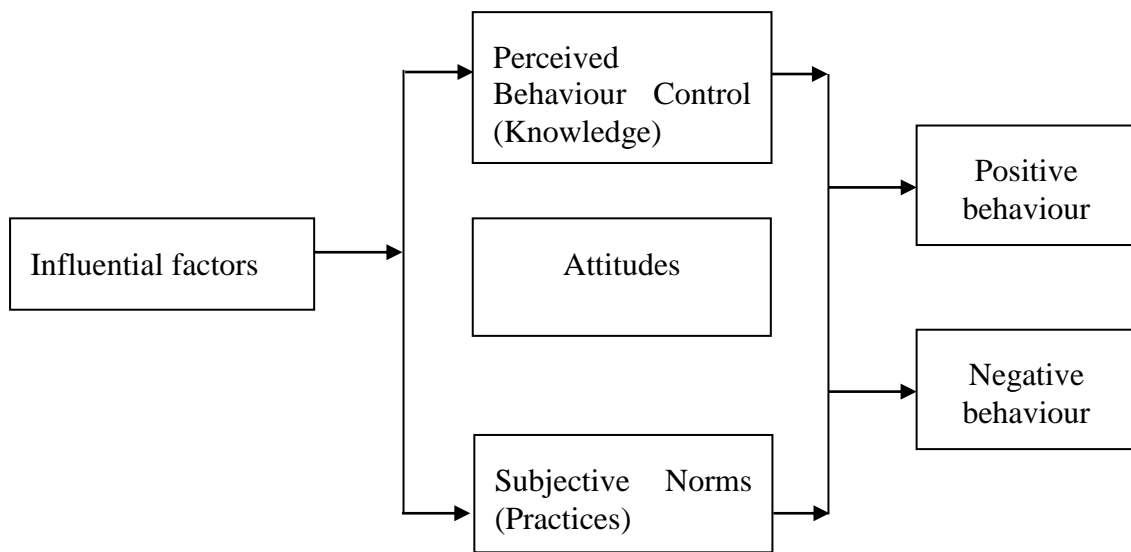 Perceived
Behaviour Control
(Knowledge)
Positive
behaviour
Influential factors
Attitudes
Negative
behaviour
Subjective Norms
(Practices)